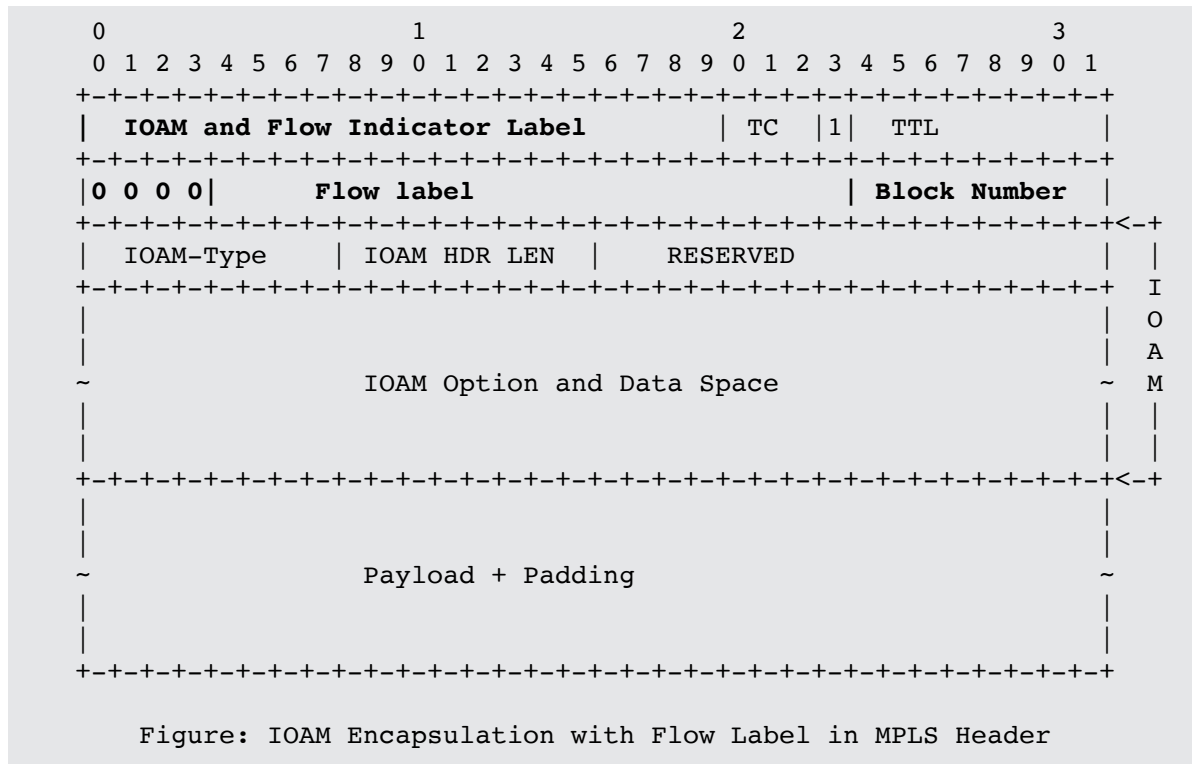 0                   1                   2                   3
0 1 2 3 4 5 6 7 8 9 0 1 2 3 4 5 6 7 8 9 0 1 2 3 4 5 6 7 8 9 0 1
+-+-+-+-+-+-+-+-+-+-+-+-+-+-+-+-+-+-+-+-+-+-+-+-+-+-+-+-+-+-+-+-+
|  IOAM and Flow Indicator Label        | TC  |1|  TTL          |
+-+-+-+-+-+-+-+-+-+-+-+-+-+-+-+-+-+-+-+-+-+-+-+-+-+-+-+-+-+-+-+-+
|0 0 0 0|      Flow label                       | Block Number  |
+-+-+-+-+-+-+-+-+-+-+-+-+-+-+-+-+-+-+-+-+-+-+-+-+-+-+-+-+-+-+-+-+<-+
|  IOAM-Type    | IOAM HDR LEN  |    RESERVED                   |  |
+-+-+-+-+-+-+-+-+-+-+-+-+-+-+-+-+-+-+-+-+-+-+-+-+-+-+-+-+-+-+-+-+  I
|                                                               |  O
|                                                               |  A
~                 IOAM Option and Data Space                    ~  M
|                                                               |  |
|                                                               |  |
+-+-+-+-+-+-+-+-+-+-+-+-+-+-+-+-+-+-+-+-+-+-+-+-+-+-+-+-+-+-+-+-+<-+
|                                                               |
|                                                               |
~                 Payload + Padding                             ~
|                                                               |
|                                                               |
+-+-+-+-+-+-+-+-+-+-+-+-+-+-+-+-+-+-+-+-+-+-+-+-+-+-+-+-+-+-+-+-+
Figure: IOAM Encapsulation with Flow Label in MPLS Header